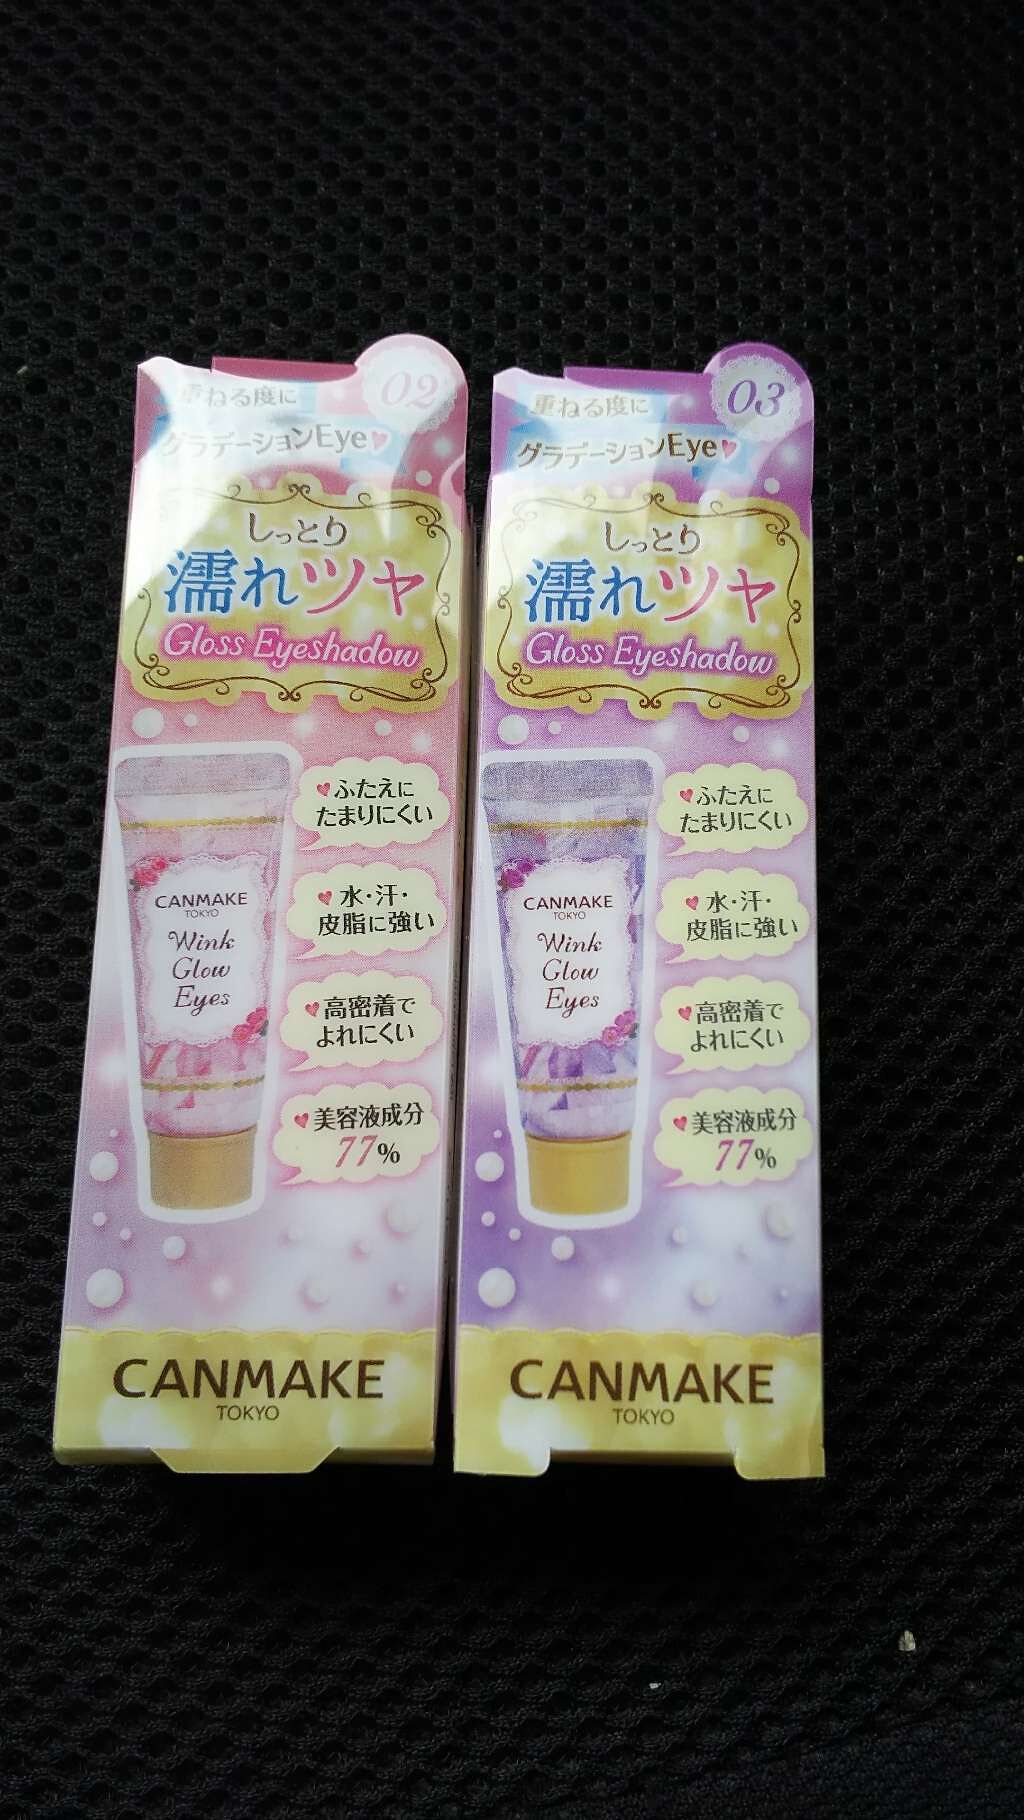 02
重ねる度に
グラデーションEye
しっとり
濡れツヤ
Gloss Eyeshadow
ふたえに
たまりにくい
水・汗・
皮脂に強い
高密着で
よれにくい
美容液成分
77%
CANMAKE
TOKYO
Wink
Glow
Eyes
CANMAKE
TOKYO
03
重ねる度に
グラデーションEye
しっとり
濡れツヤ
Gloss Eyeshadow
ふたえに
たまりにくい
水・汗・
皮脂に強い
高密着で
よれにくい
美容液成分
77%
CANMAKE
TOKYO
Wink
Glow
Eyes
CANMAKE
TOKYO